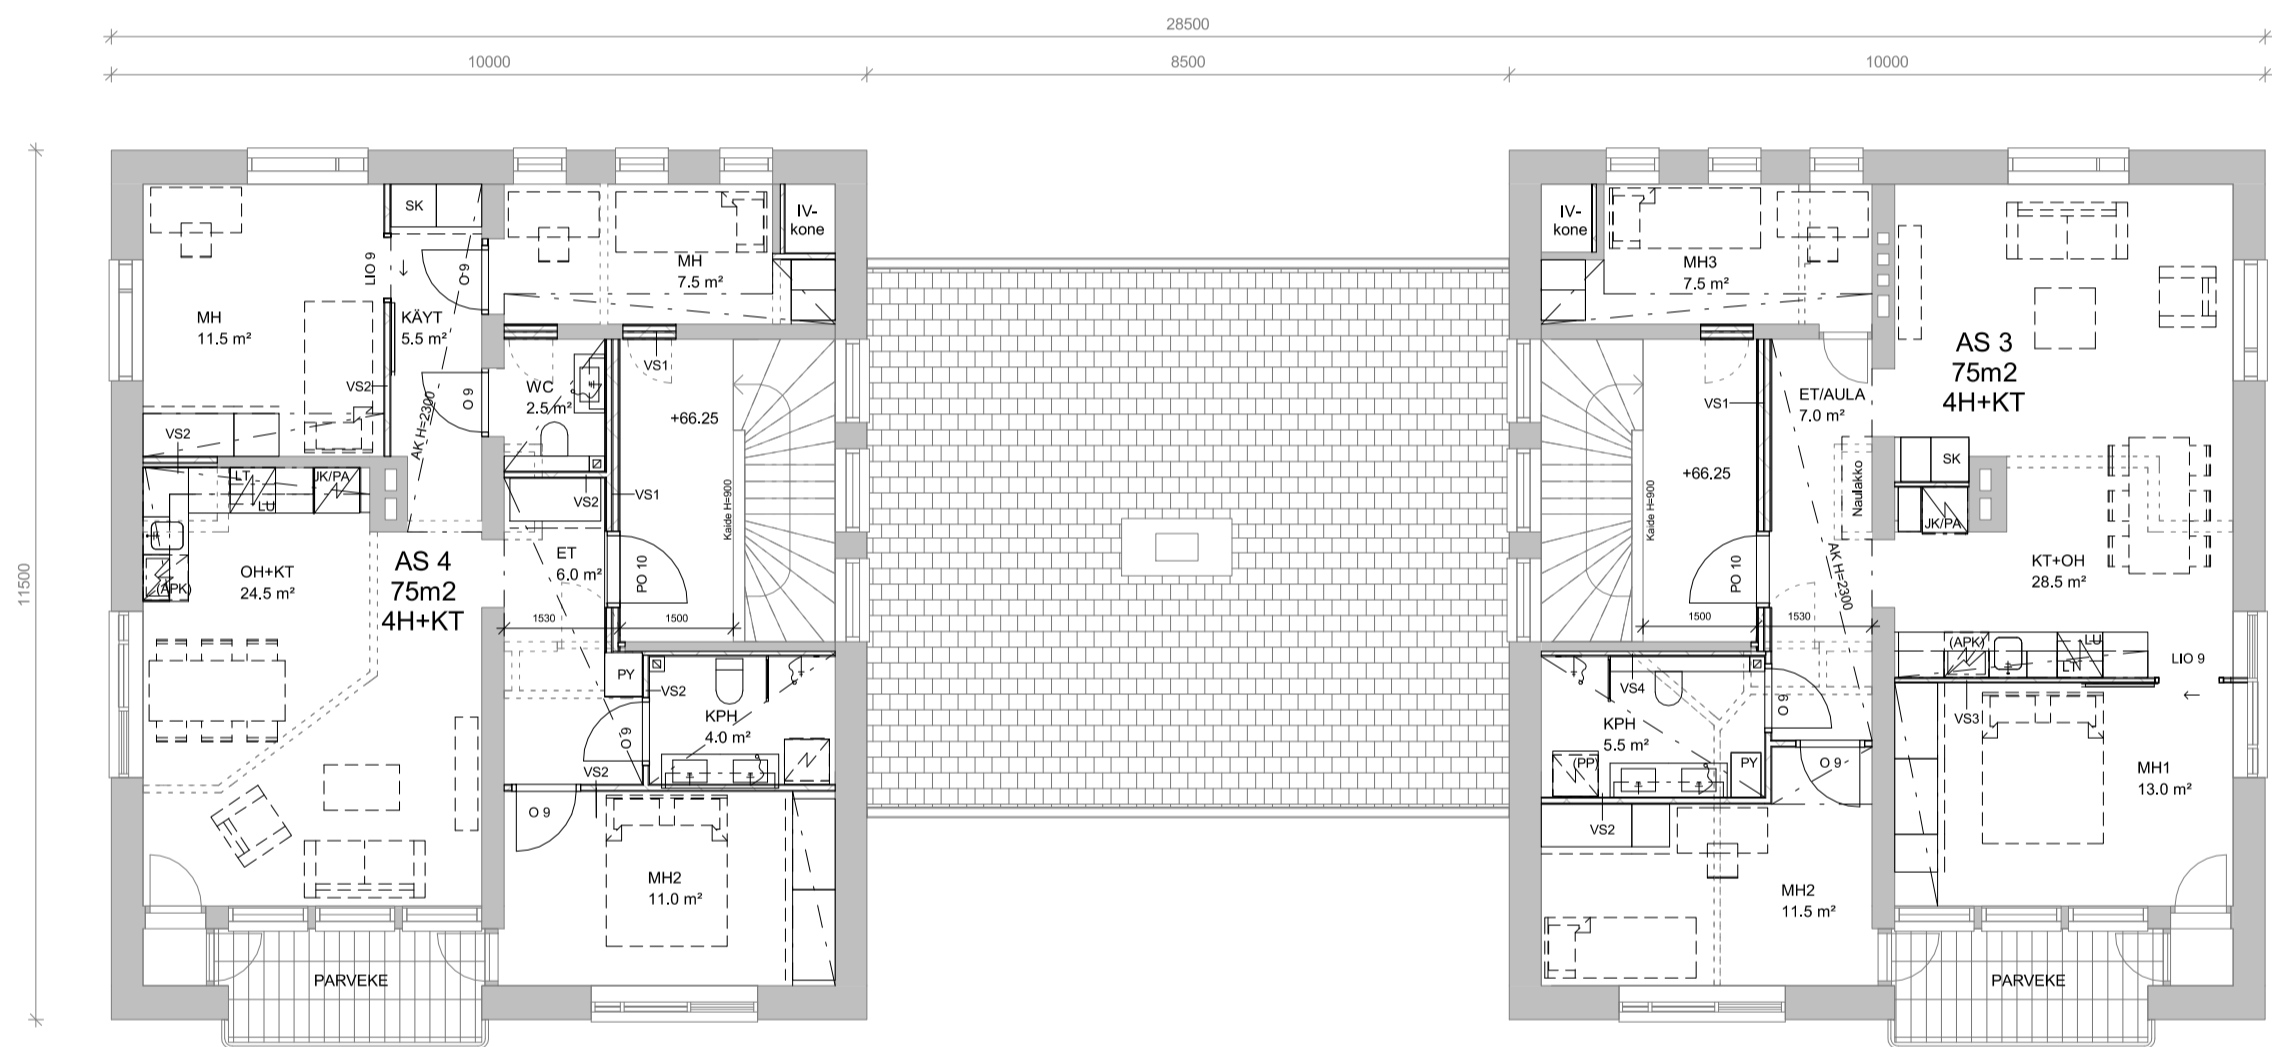 28500
10000
8500
10000
11500
SK
LIO 9
O 9
MH
11.5 m²
KÄYT
5.5 m²
VS2
AK H=2300
O 9
MH
7.5 m²
IV-
kone
VS1
WC
2.5 m²
+66.25
VS2
LT
LU
JK/PA
(APK)
VS2
VS1
Kaide H=900
OH+KT
24.5 m²
AS 4
75m2
4H+KT
ET
6.0 m²
PO 10
1530
1500
PY
VS2
KPH
4.0 m²
O 9
VS2
O 9
MH2
11.0 m²
PARVEKE
IV-
kone
MH3
7.5 m²
VS1
ET/AULA
7.0 m²
AS 3
75m2
4H+KT
+66.25
Kaide H=900
Naulakko
SK
JK/PA
PO 10
AK H=2300
KT+OH
28.5 m²
1500
1530
(APK)
LU
LT
LIO 9
VS4
KPH
5.5 m²
O 9
VS3
(PP)
PY
O 9
MH1
13.0 m²
VS2
MH2
11.5 m²
PARVEKE